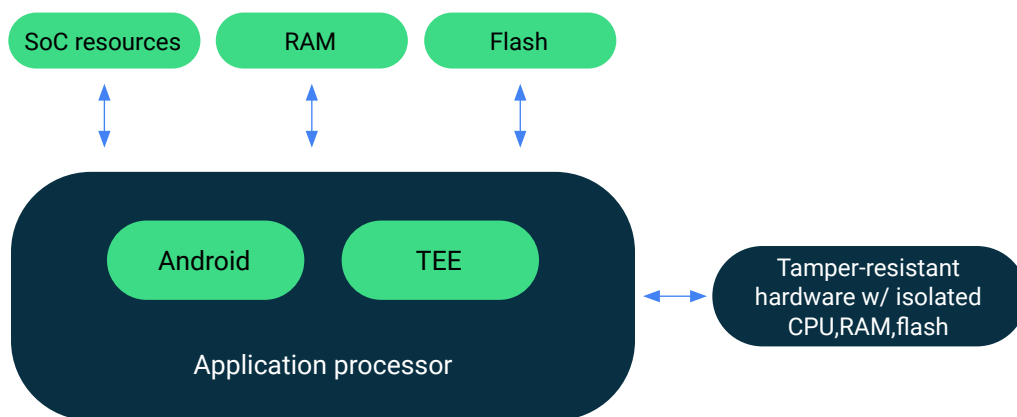 SoC resources
RAM
Flash
Android
TEE
Application processor
Tamper-resistant
hardware w/ isolated
CPU,RAM,flash